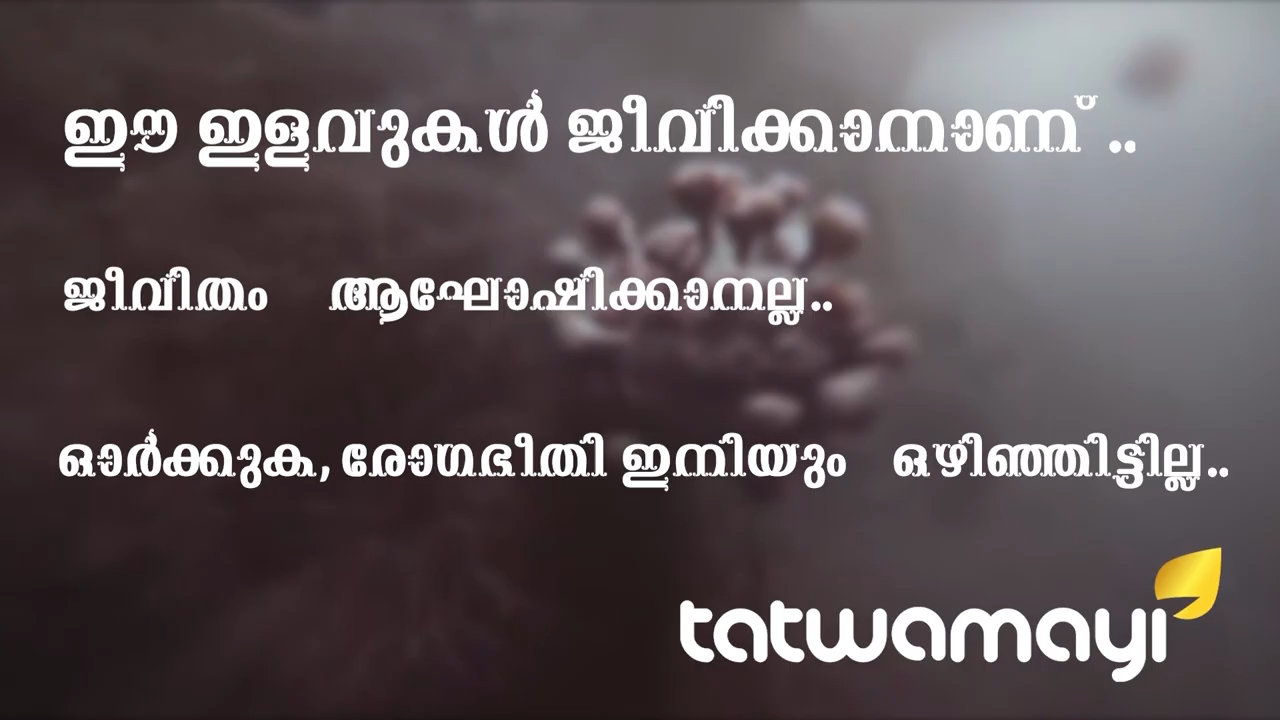 ഈ ഇളവുകൾ ജീവിക്കാനാണ് ..
ജീവിതം ആഘോഷിക്കാനല്ല..
ഓർക്കുക, രോഗഭീതി ഇനിയും ഒഴിഞ്ഞിട്ടില്ല..
tatwamayi